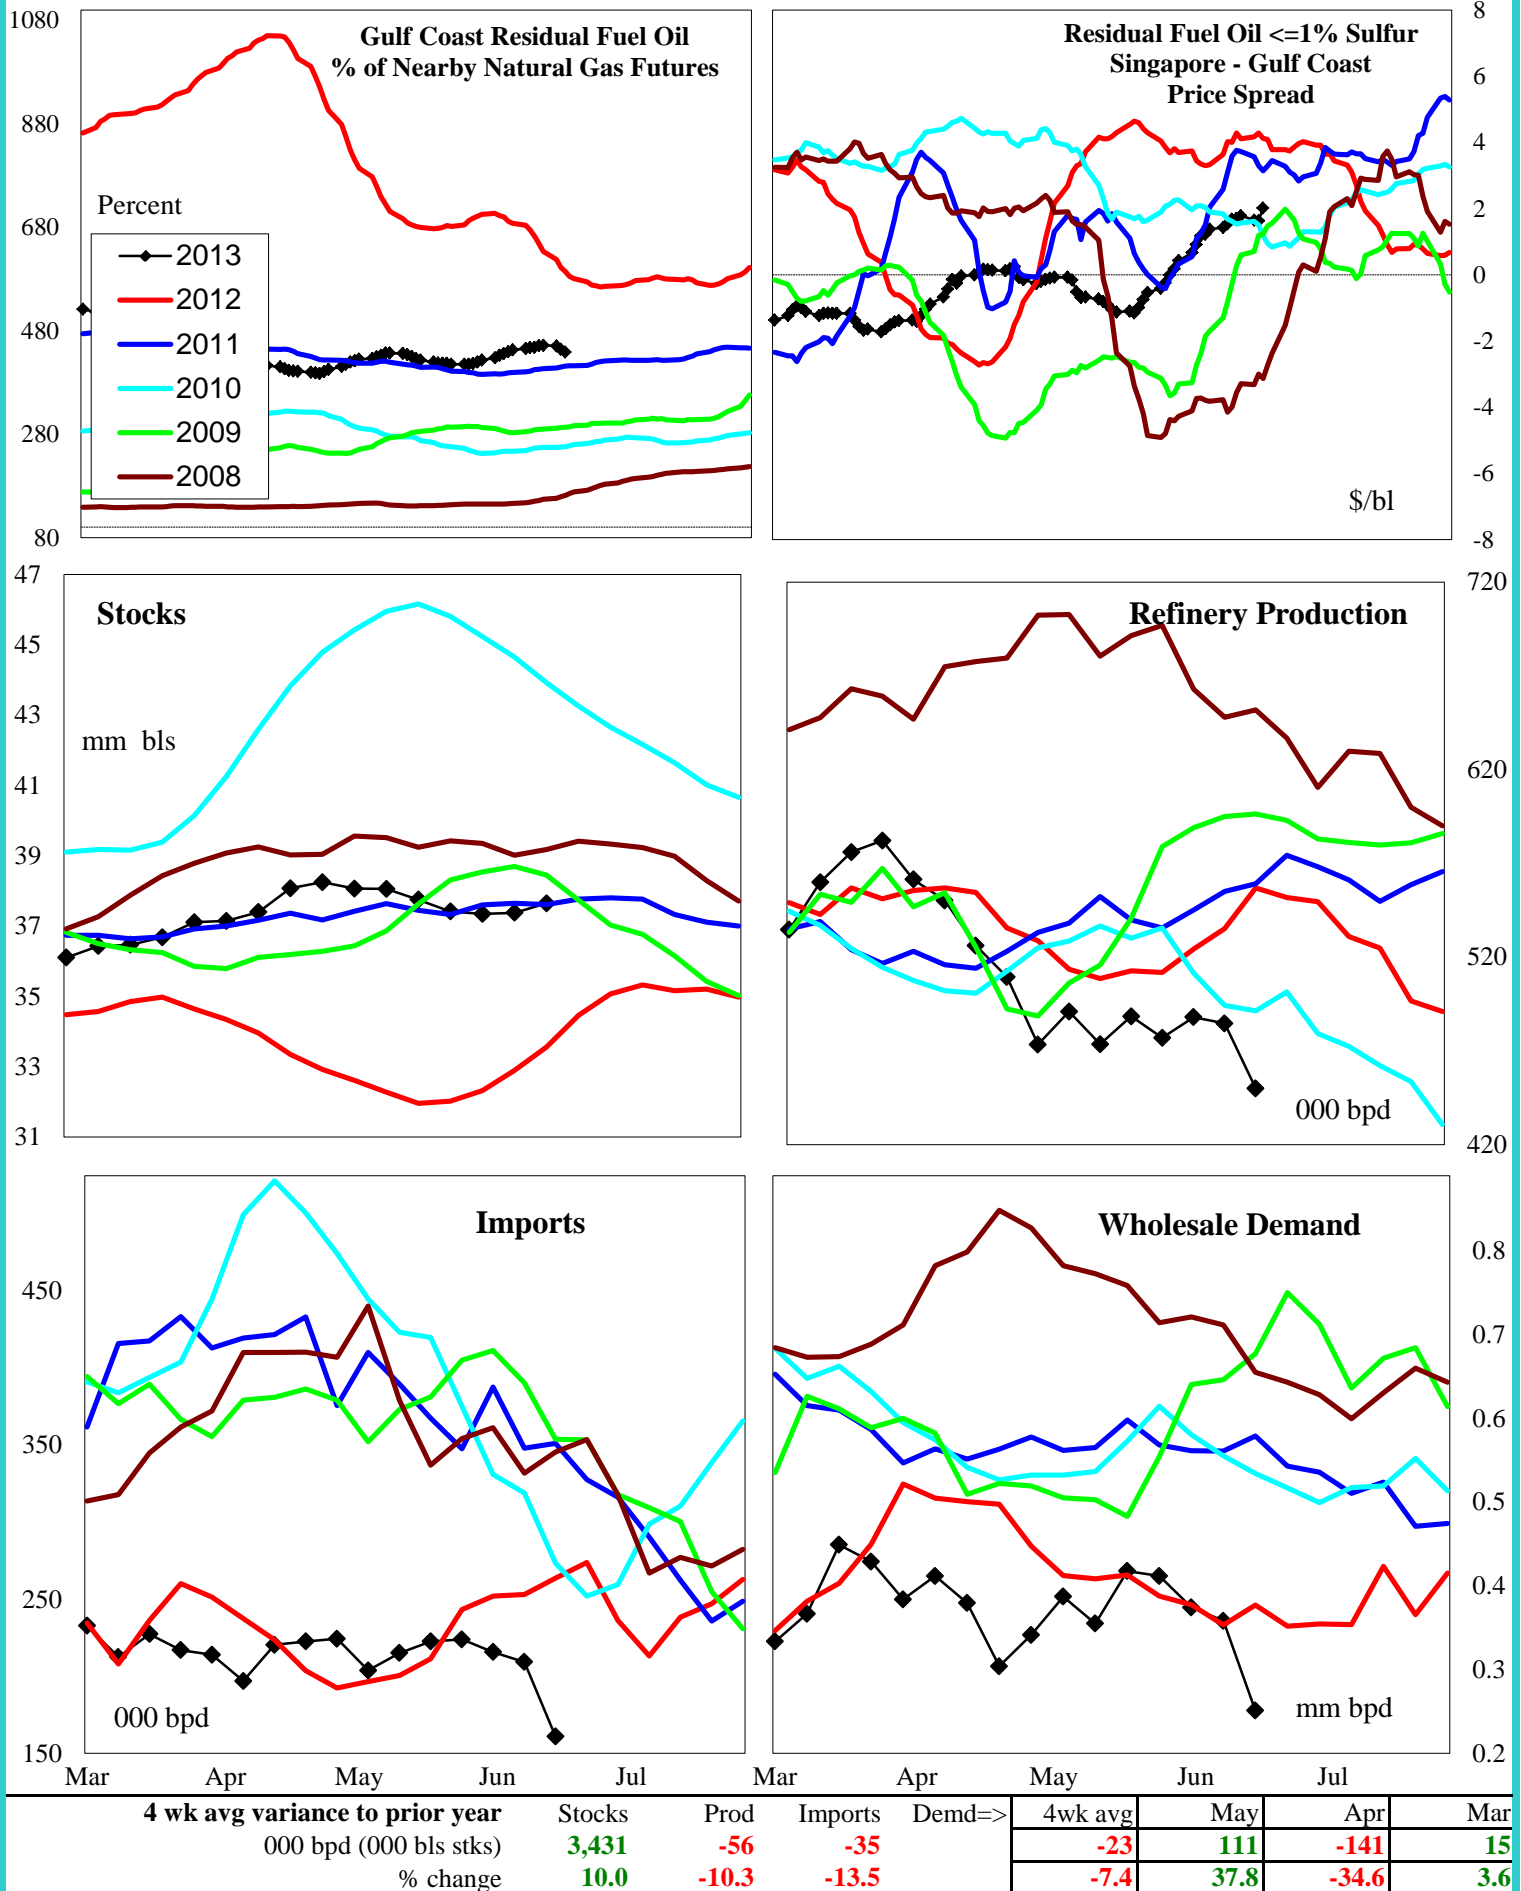 Gulf Coast Residual Fuel Oil
% of Nearby Natural Gas Futures
Percent
2013
2012
2011
2010
2009
2008
1080
880
680
480
280
80
Residual Fuel Oil <=1% Sulfur
Singapore - Gulf Coast
Price Spread
$/bl
8
6
4
2
0
-2
-4
-6
-8
Stocks
mm bls
47
45
43
41
39
37
35
33
31
Refinery Production
000 bpd
720
620
520
420
Imports
000 bpd
450
350
250
150
Mar Apr May Jun Jul
Wholesale Demand
mm bpd
0.8
0.7
0.6
0.5
0.4
0.3
0.2
Mar Apr May Jun Jul
4 wk avg variance to prior year Stocks Prod Imports Demd=> 4wk avg May Apr Mar
000 bpd (000 bls stks) 3,431 -56 -35 -23 111 -141 15
% change 10.0 -10.3 -13.5 -7.4 37.8 -34.6 3.6